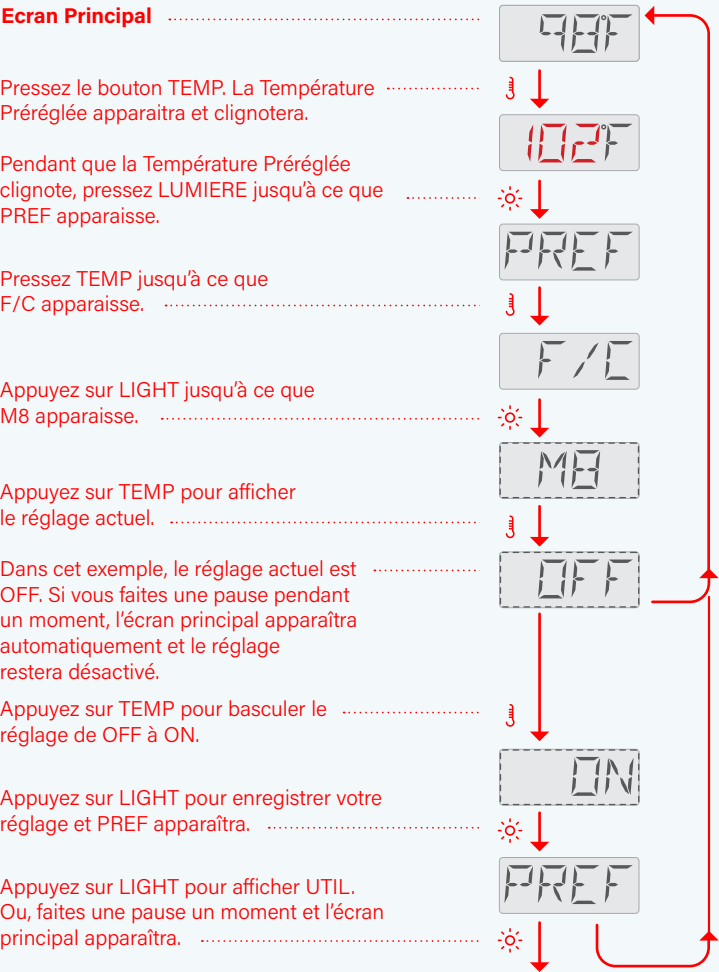 Ecran Principal
98°F
Pressez le bouton TEMP. La Température
Préréglée apparaitra et clignotera.
102°F
Pendant que la Température Préréglée
clignote, pressez LUMIERE jusqu'à ce que
PREF apparaisse.
PREF
Pressez TEMP jusqu'à ce que
F/C apparaisse.
F/C
Appuyez sur LIGHT jusqu'à ce que
M8 apparaisse.
M8
Appuyez sur TEMP pour afficher
le réglage actuel.
OFF
Dans cet exemple, le réglage actuel est
OFF. Si vous faites une pause pendant
un moment, l'écran principal apparaîtra
automatiquement et le réglage
restera désactivé.
Appuyez sur TEMP pour basculer le
réglage de OFF à ON.
ON
Appuyez sur LIGHT pour enregistrer votre
réglage et PREF apparaîtra.
PREF
Appuyez sur LIGHT pour afficher UTIL.
Ou, faites une pause un moment et l'écran
principal apparaîtra.